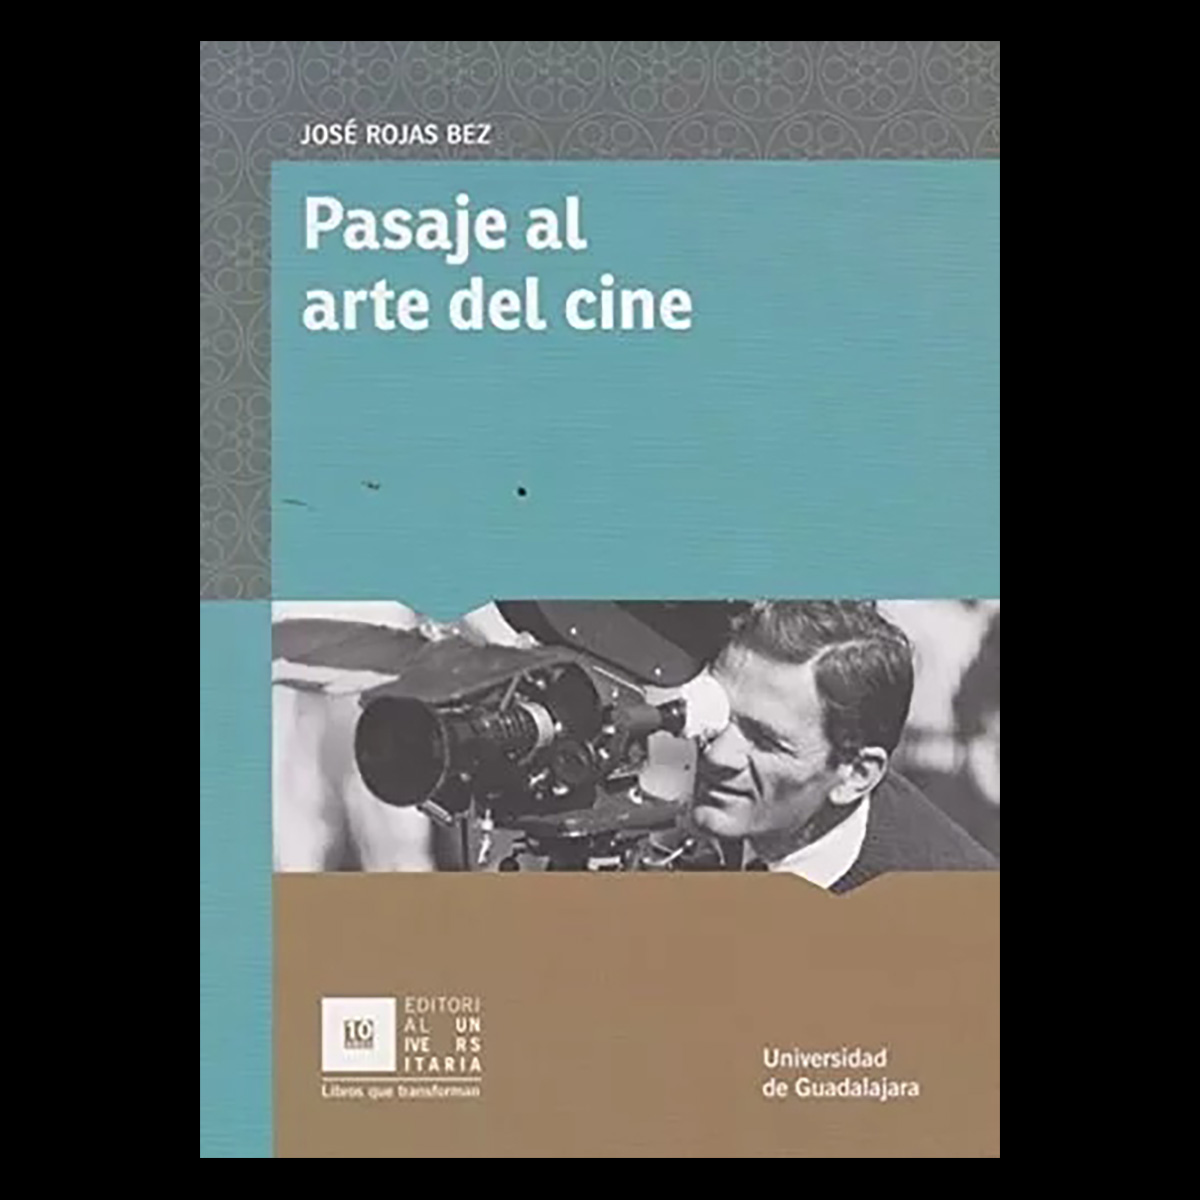 JOSÉ ROJAS BEZ
Pasaje al
arte del cine
10
AÑOS
EDITORI
AL UN
IVE RS
ITARIA
Libros que transforman
Universidad
de Guadalajara